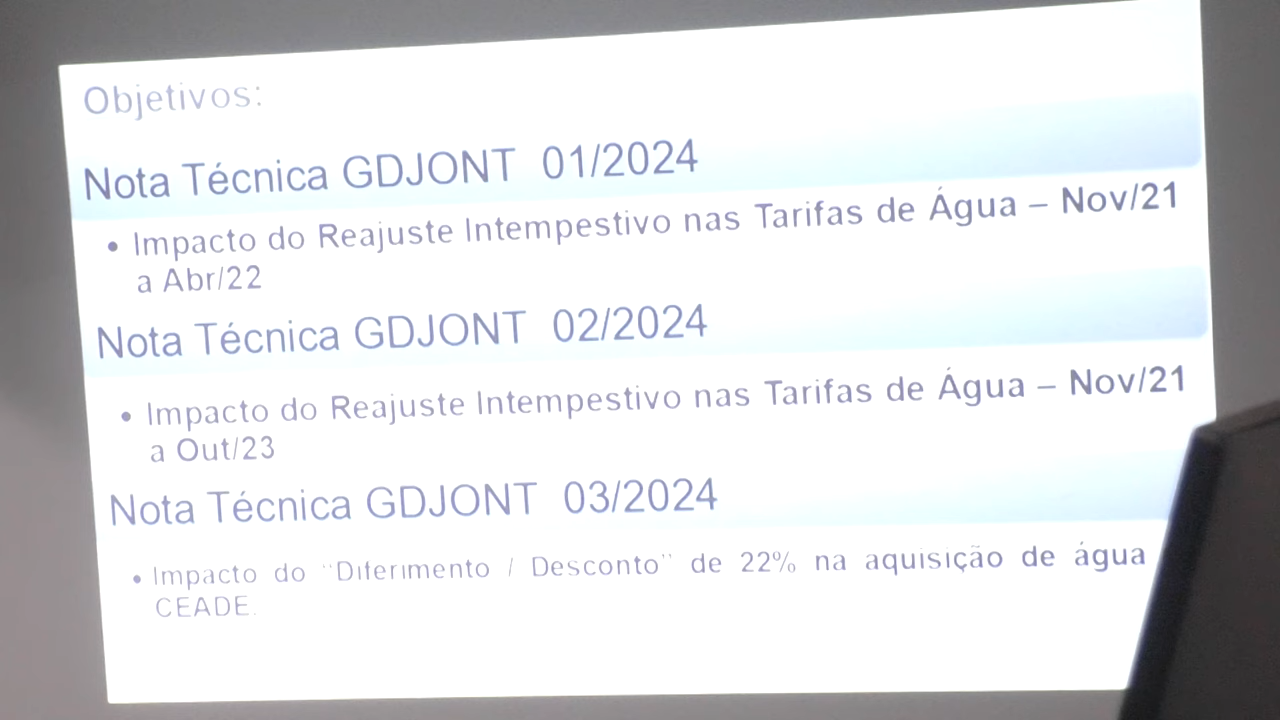 Objetivos:
Nota Técnica GDJONT 01/2024
• Impacto do Reajuste Intempestivo nas Tarifas de Água – Nov/21
a Abr/22
Nota Técnica GDJONT 02/2024
• Impacto do Reajuste Intempestivo nas Tarifas de Água – Nov/21
a Out/23
Nota Técnica GDJONT 03/2024
• Impacto do "Diferimento / Desconto" de 22% na aquisição de água
CEADE.